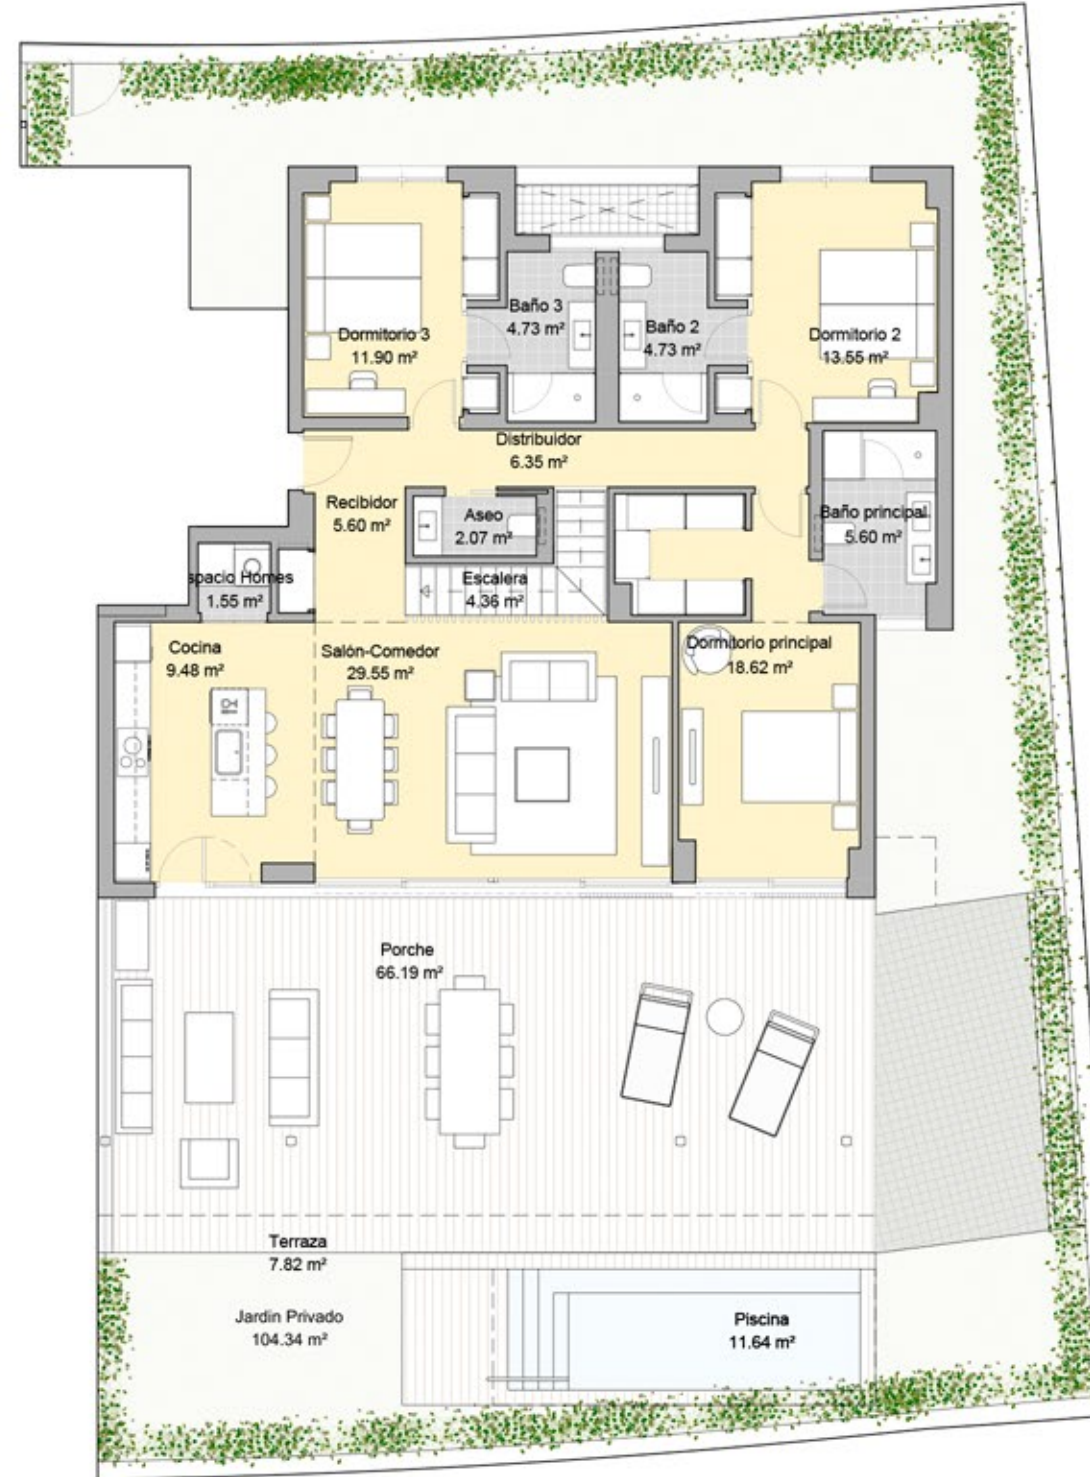 Dormitorio 3
11.90 m²
Baño 3
4.73 m²
Baño 2
4.73 m²
Dormitorio 2
13.55 m²
Distribuidor
6.35 m²
Recibidor
5.60 m²
Aseo
2.07 m²
Baño principal
5.60 m²
spacio Homes
1.55 m²
Escalera
4.36 m²
Cocina
9.48 m²
Salón-Comedor
29.55 m²
Dormitorio principal
18.62 m²
Porche
66.19 m²
Terraza
7.82 m²
Jardin Privado
104.34 m²
Piscina
11.64 m²